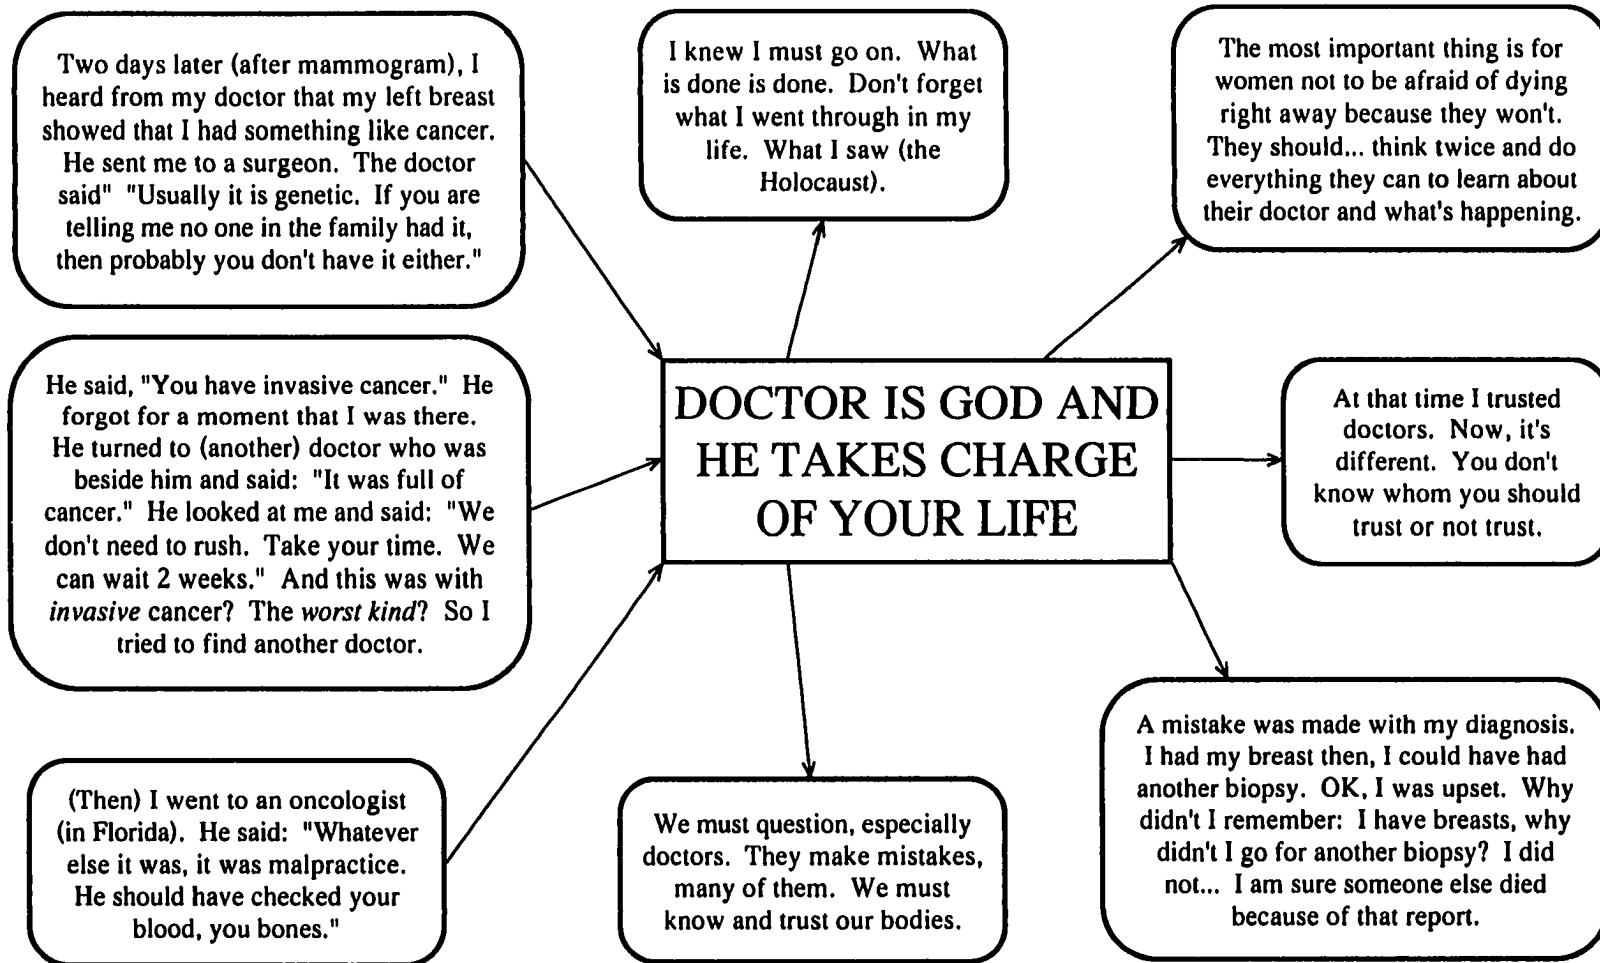 Two days later (after mammogram), I
heard from my doctor that my left breast
showed that I had something like cancer.
He sent me to a surgeon. The doctor
said" "Usually it is genetic. If you are
telling me no one in the family had it,
then probably you don't have it either."
I knew I must go on. What
is done is done. Don't forget
what I went through in my
life. What I saw (the
Holocaust).
The most important thing is for
women not to be afraid of dying
right away because they won't.
They should... think twice and do
everything they can to learn about
their doctor and what's happening.
He said, "You have invasive cancer." He
forgot for a moment that I was there.
He turned to (another) doctor who was
beside him and said: "It was full of
cancer." He looked at me and said: "We
don't need to rush. Take your time. We
can wait 2 weeks." And this was with
invasive cancer? The worst kind? So I
tried to find another doctor.
DOCTOR IS GOD AND
HE TAKES CHARGE
OF YOUR LIFE
At that time I trusted
doctors. Now, it's
different. You don't
know whom you should
trust or not trust.
(Then) I went to an oncologist
(in Florida). He said: "Whatever
else it was, it was malpractice.
He should have checked your
blood, you bones."
We must question, especially
doctors. They make mistakes,
many of them. We must
know and trust our bodies.
A mistake was made with my diagnosis.
I had my breast then, I could have had
another biopsy. OK, I was upset. Why
didn't I remember: I have breasts, why
didn't I go for another biopsy? I did
not... I am sure someone else died
because of that report.